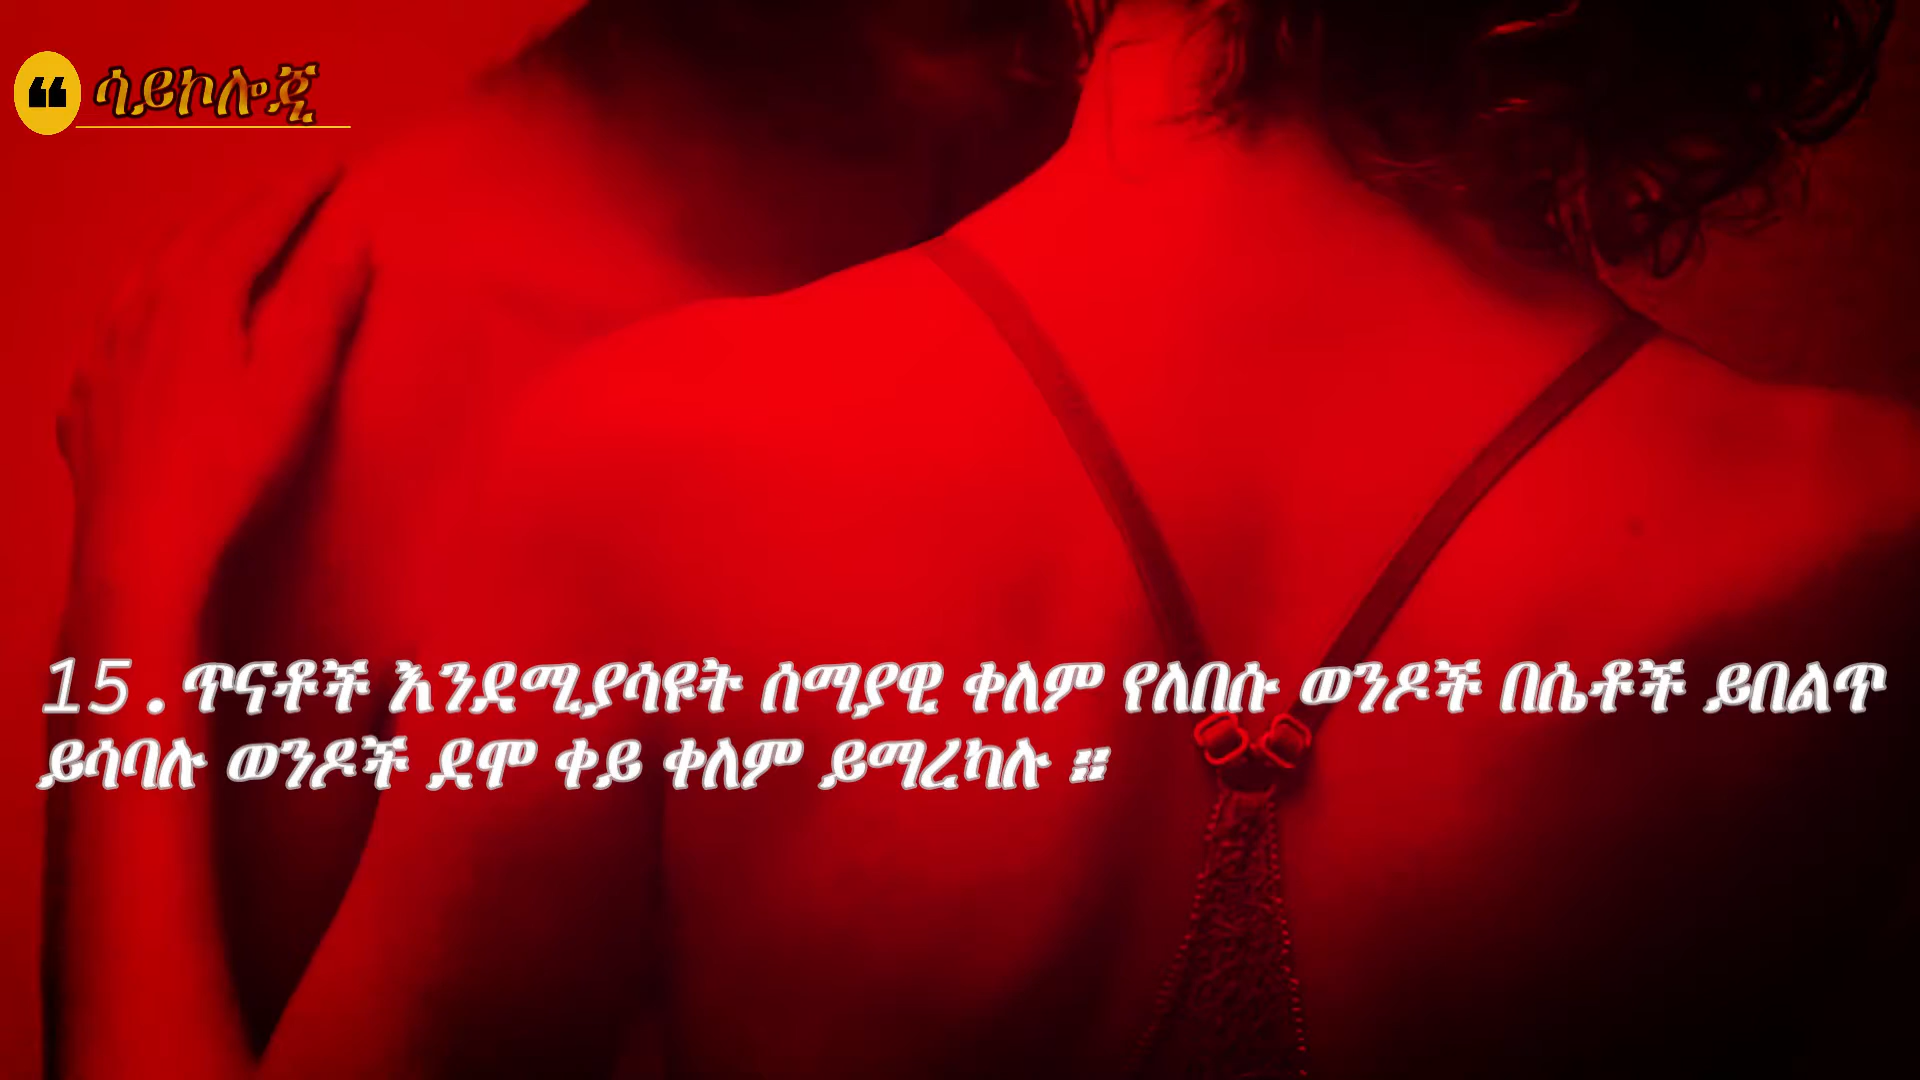 ❝ ሳይኮሎጂ
15. ጥናቶች እንደሚያሳዩት ሰማያዊ ቀለም የለበሱ ወንዶች በሴቶች ይበልጥ
ይሳባሉ ወንዶች ደሞ ቀይ ቀለም ይማረካሉ ።